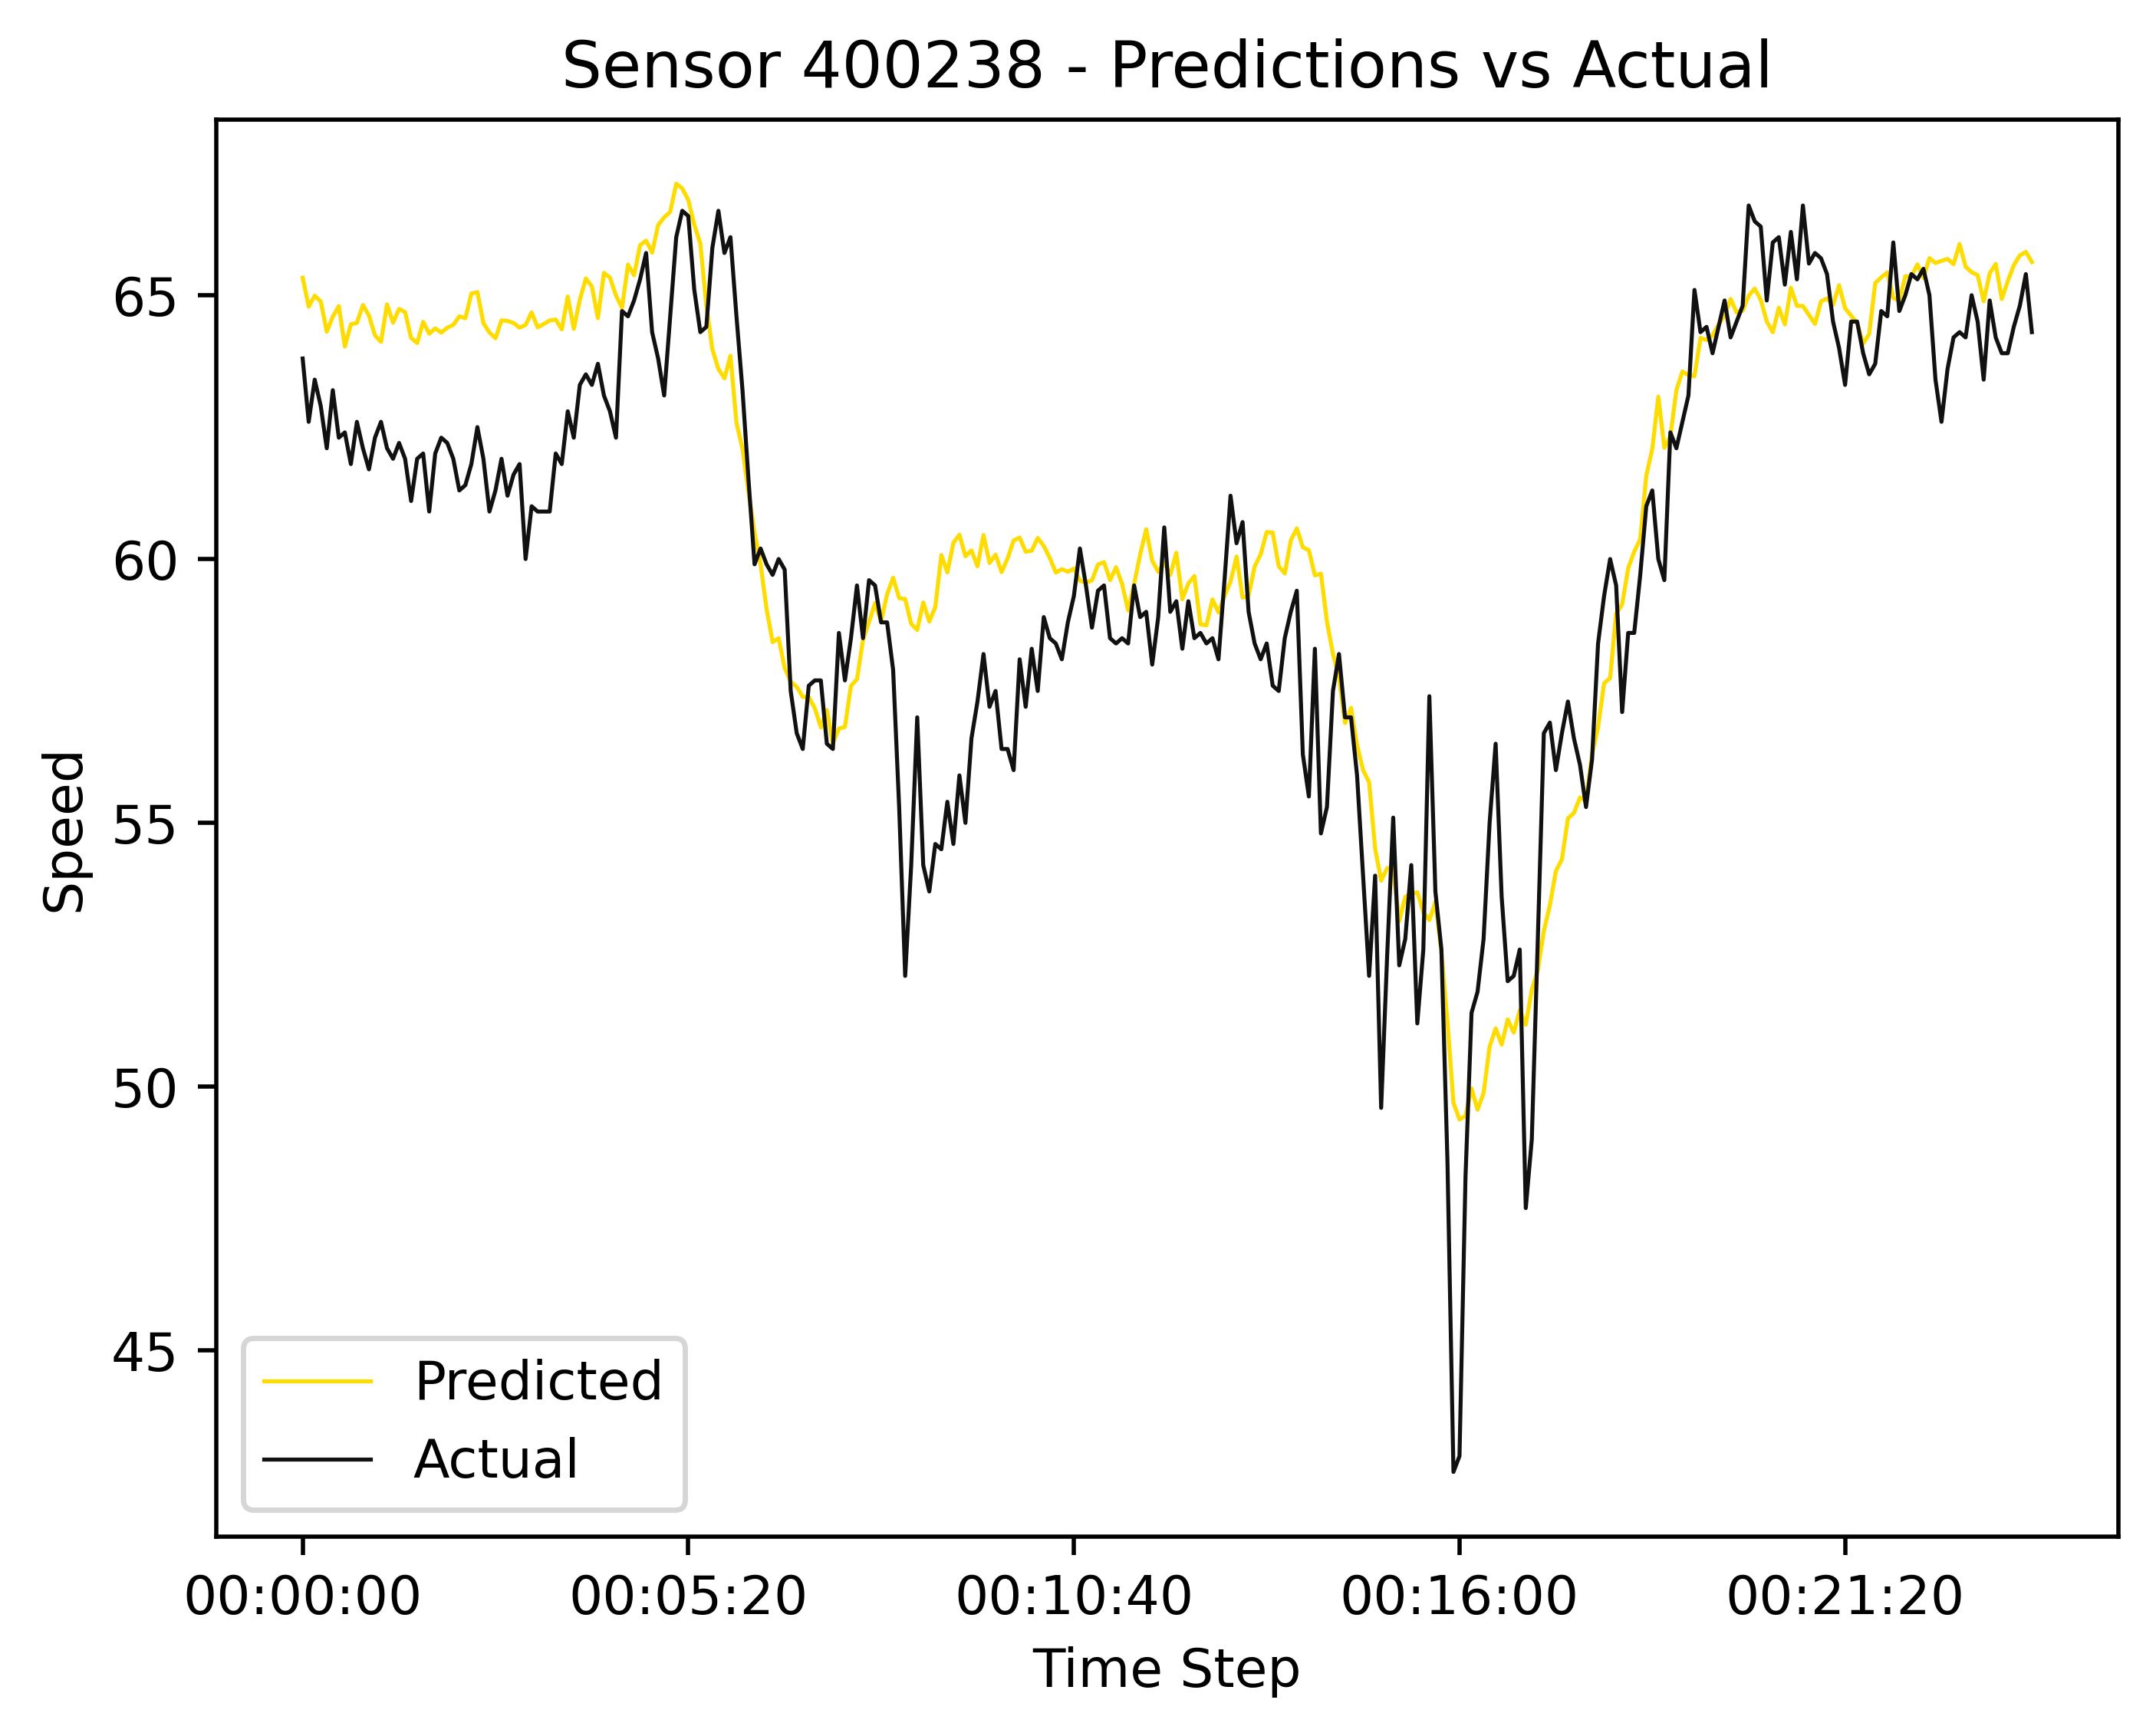 Sensor 400238 - Predictions vs Actual
65
60
55
50
45
Speed
Predicted
Actual
00:00:00 00:05:20 00:10:40 00:16:00 00:21:20
Time Step